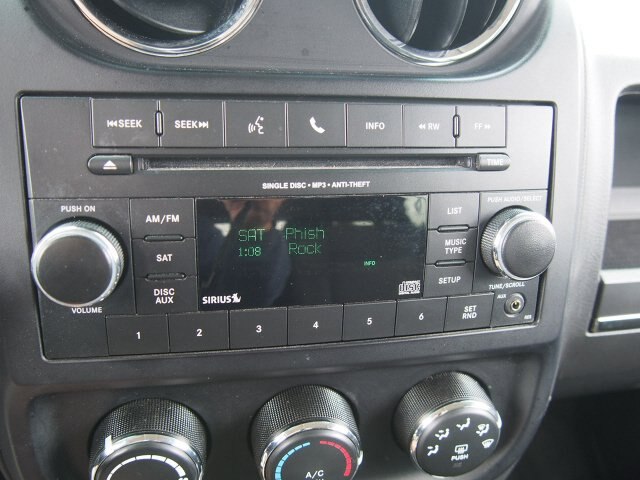 SEEK
SEEK
INFO
RW
FF
TIME
SINGLE DISC • MP3 • ANTI-THEFT
PUSH ON
VOLUME
AM/FM
SAT
DISC
AUX
SAT Phish
1:08 Rock
INFO
SIRIUS
disc
LIST
MUSIC
TYPE
SETUP
PUSH AUDIO/SELECT
TUNE/SCROLL
AUX
1
2
3
4
5
6
SET
RND
A/C
PUSH